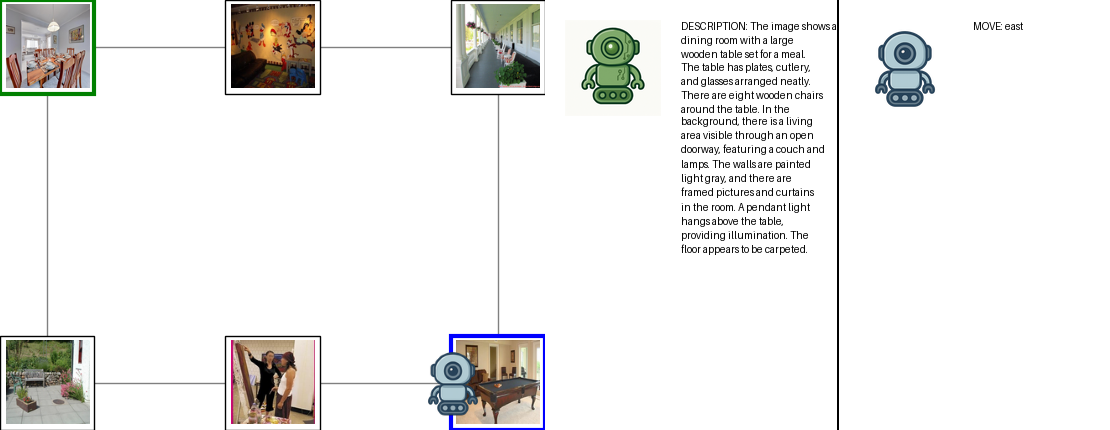 DESCRIPTION: The image shows a
dining room with a large
wooden table set for a meal.
The table has plates, cutlery,
and glasses arranged neatly.
There are eight wooden chairs
around the table. In the
background, there is a living
area visible through an open
doorway, featuring a couch and
lamps. The walls are painted
light gray, and there are
framed pictures and curtains
in the room. A pendant light
hangs above the table,
providing illumination. The
floor appears to be carpeted.
MOVE: east